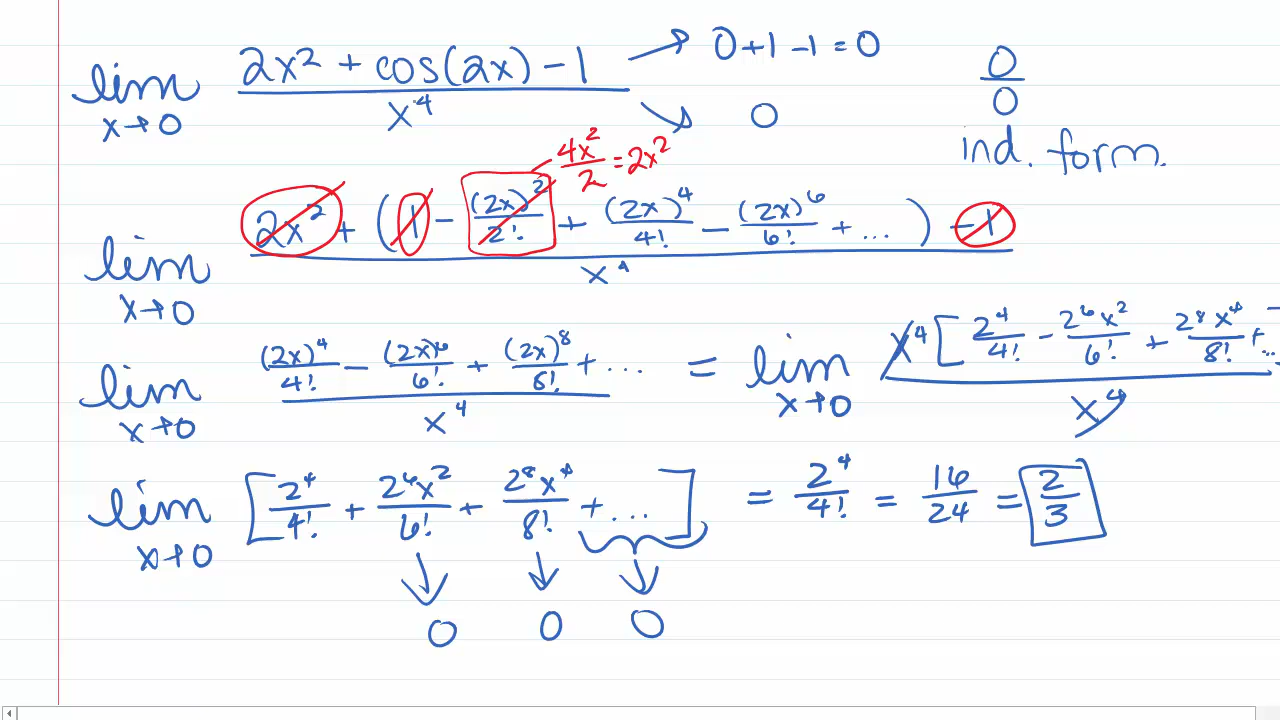 lim x→0 (2x² + cos(2x) − 1)/x⁴ → 0+1−1=0 ↘ 0 0/0
ind. form.
4x²/2 = 2x²
lim x→0 (2x² + (1 − (2x)²/2! + (2x)⁴/4! − (2x)⁶/6! + ...) − 1)/x⁴
lim x→0 ((2x)⁴/4! − (2x)⁶/6! + (2x)⁸/8! + ...)/x⁴ = lim x→0 x⁴[2⁴/4! − 2⁶x²/6! + 2⁸x⁴/8! + .../x⁴
lim x→0 [2⁴/4! + 2⁶x²/6! + 2⁸x⁴/8! + ...] = 2⁴/4! = 16/24 = 2/3
0 0 0